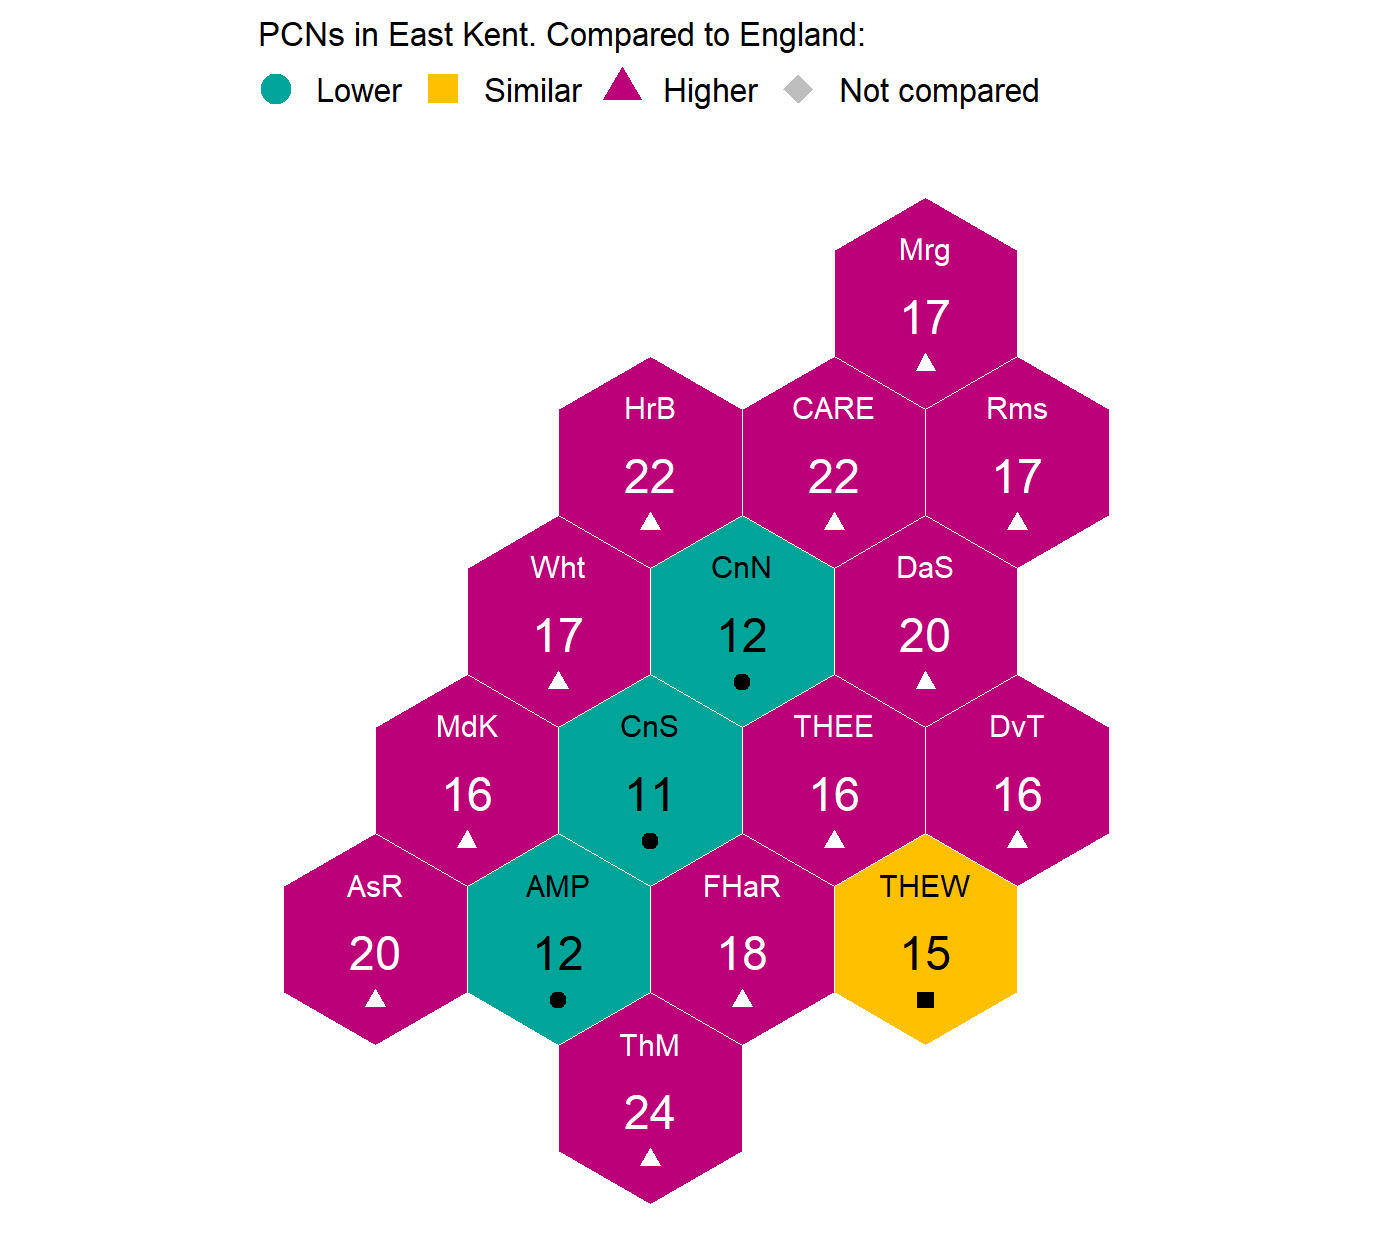 PCNs in East Kent. Compared to England:
Lower Similar Higher Not compared
Mrg
17
HrB CARE Rms
22 22 17
Wht CnN DaS
17 12 20
MdK CnS THEE DvT
16 11 16 16
AsR AMP FHaR THEW
20 12 18 15
ThM
24